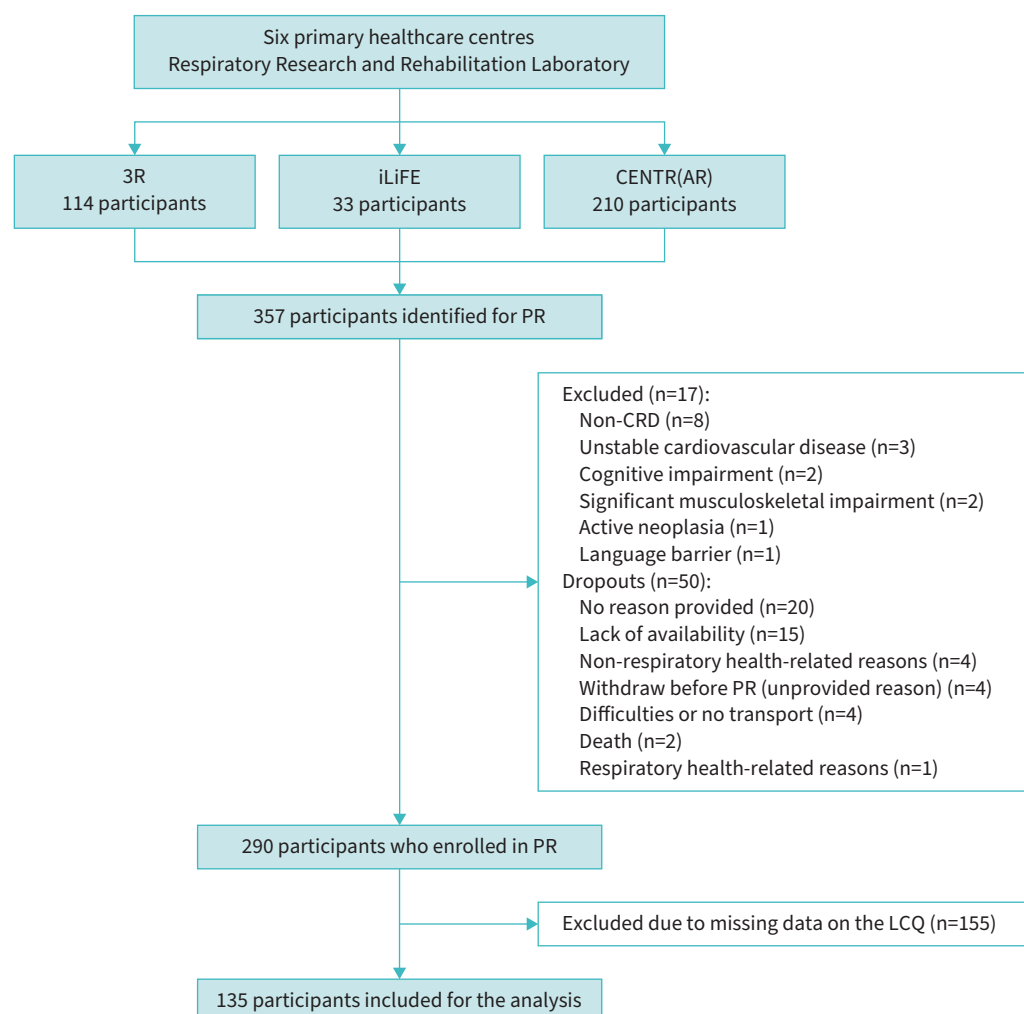 Six primary healthcare centres
Respiratory Research and Rehabilitation Laboratory
3R
114 participants
iLiFE
33 participants
CENTR(AR)
210 participants
357 participants identified for PR
Excluded (n=17):
Non-CRD (n=8)
Unstable cardiovascular disease (n=3)
Cognitive impairment (n=2)
Significant musculoskeletal impairment (n=2)
Active neoplasia (n=1)
Language barrier (n=1)
Dropouts (n=50):
No reason provided (n=20)
Lack of availability (n=15)
Non-respiratory health-related reasons (n=4)
Withdraw before PR (unprovided reason) (n=4)
Difficulties or no transport (n=4)
Death (n=2)
Respiratory health-related reasons (n=1)
290 participants who enrolled in PR
Excluded due to missing data on the LCQ (n=155)
135 participants included for the analysis